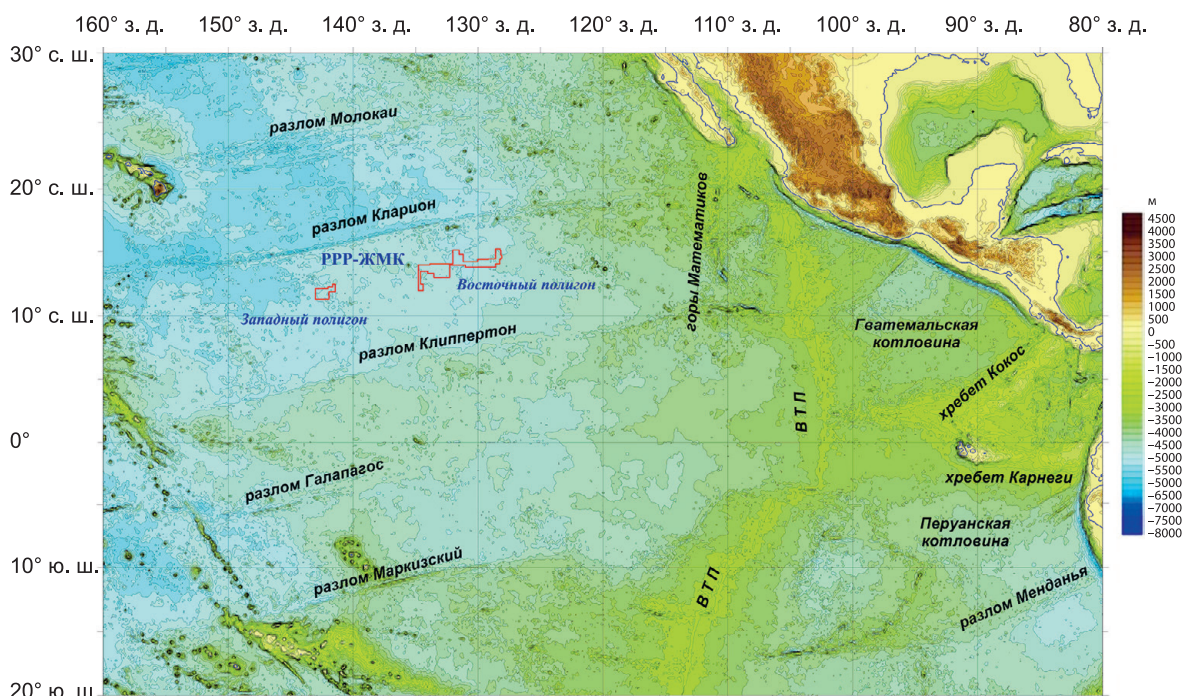 160° з. д.
150° з. д.
140° з. д.
130° з. д.
120° з. д.
110° з. д.
100° з. д.
90° з. д.
80° з. д.
30° с. ш.
разлом Молокаи
20° с. ш.
разлом Кларион
горы Математиков
РРР-ЖМК
Восточный полигон
Западный полигон
10° с. ш.
разлом Клиппертон
Гватемальская
котловина
хребет Кокос
В Т П
0°
разлом Галапагос
хребет Карнеги
Перуанская
котловина
10° ю. ш.
разлом Маркизский
В Т П
разлом Менданья
20° ю. ш.
м
4500
4000
3500
3000
2500
2000
1500
1000
500
0
−500
−1000
−1500
−2000
−2500
−3000
−3500
−4000
−4500
−5000
−5500
−6000
−6500
−7000
−7500
−8000